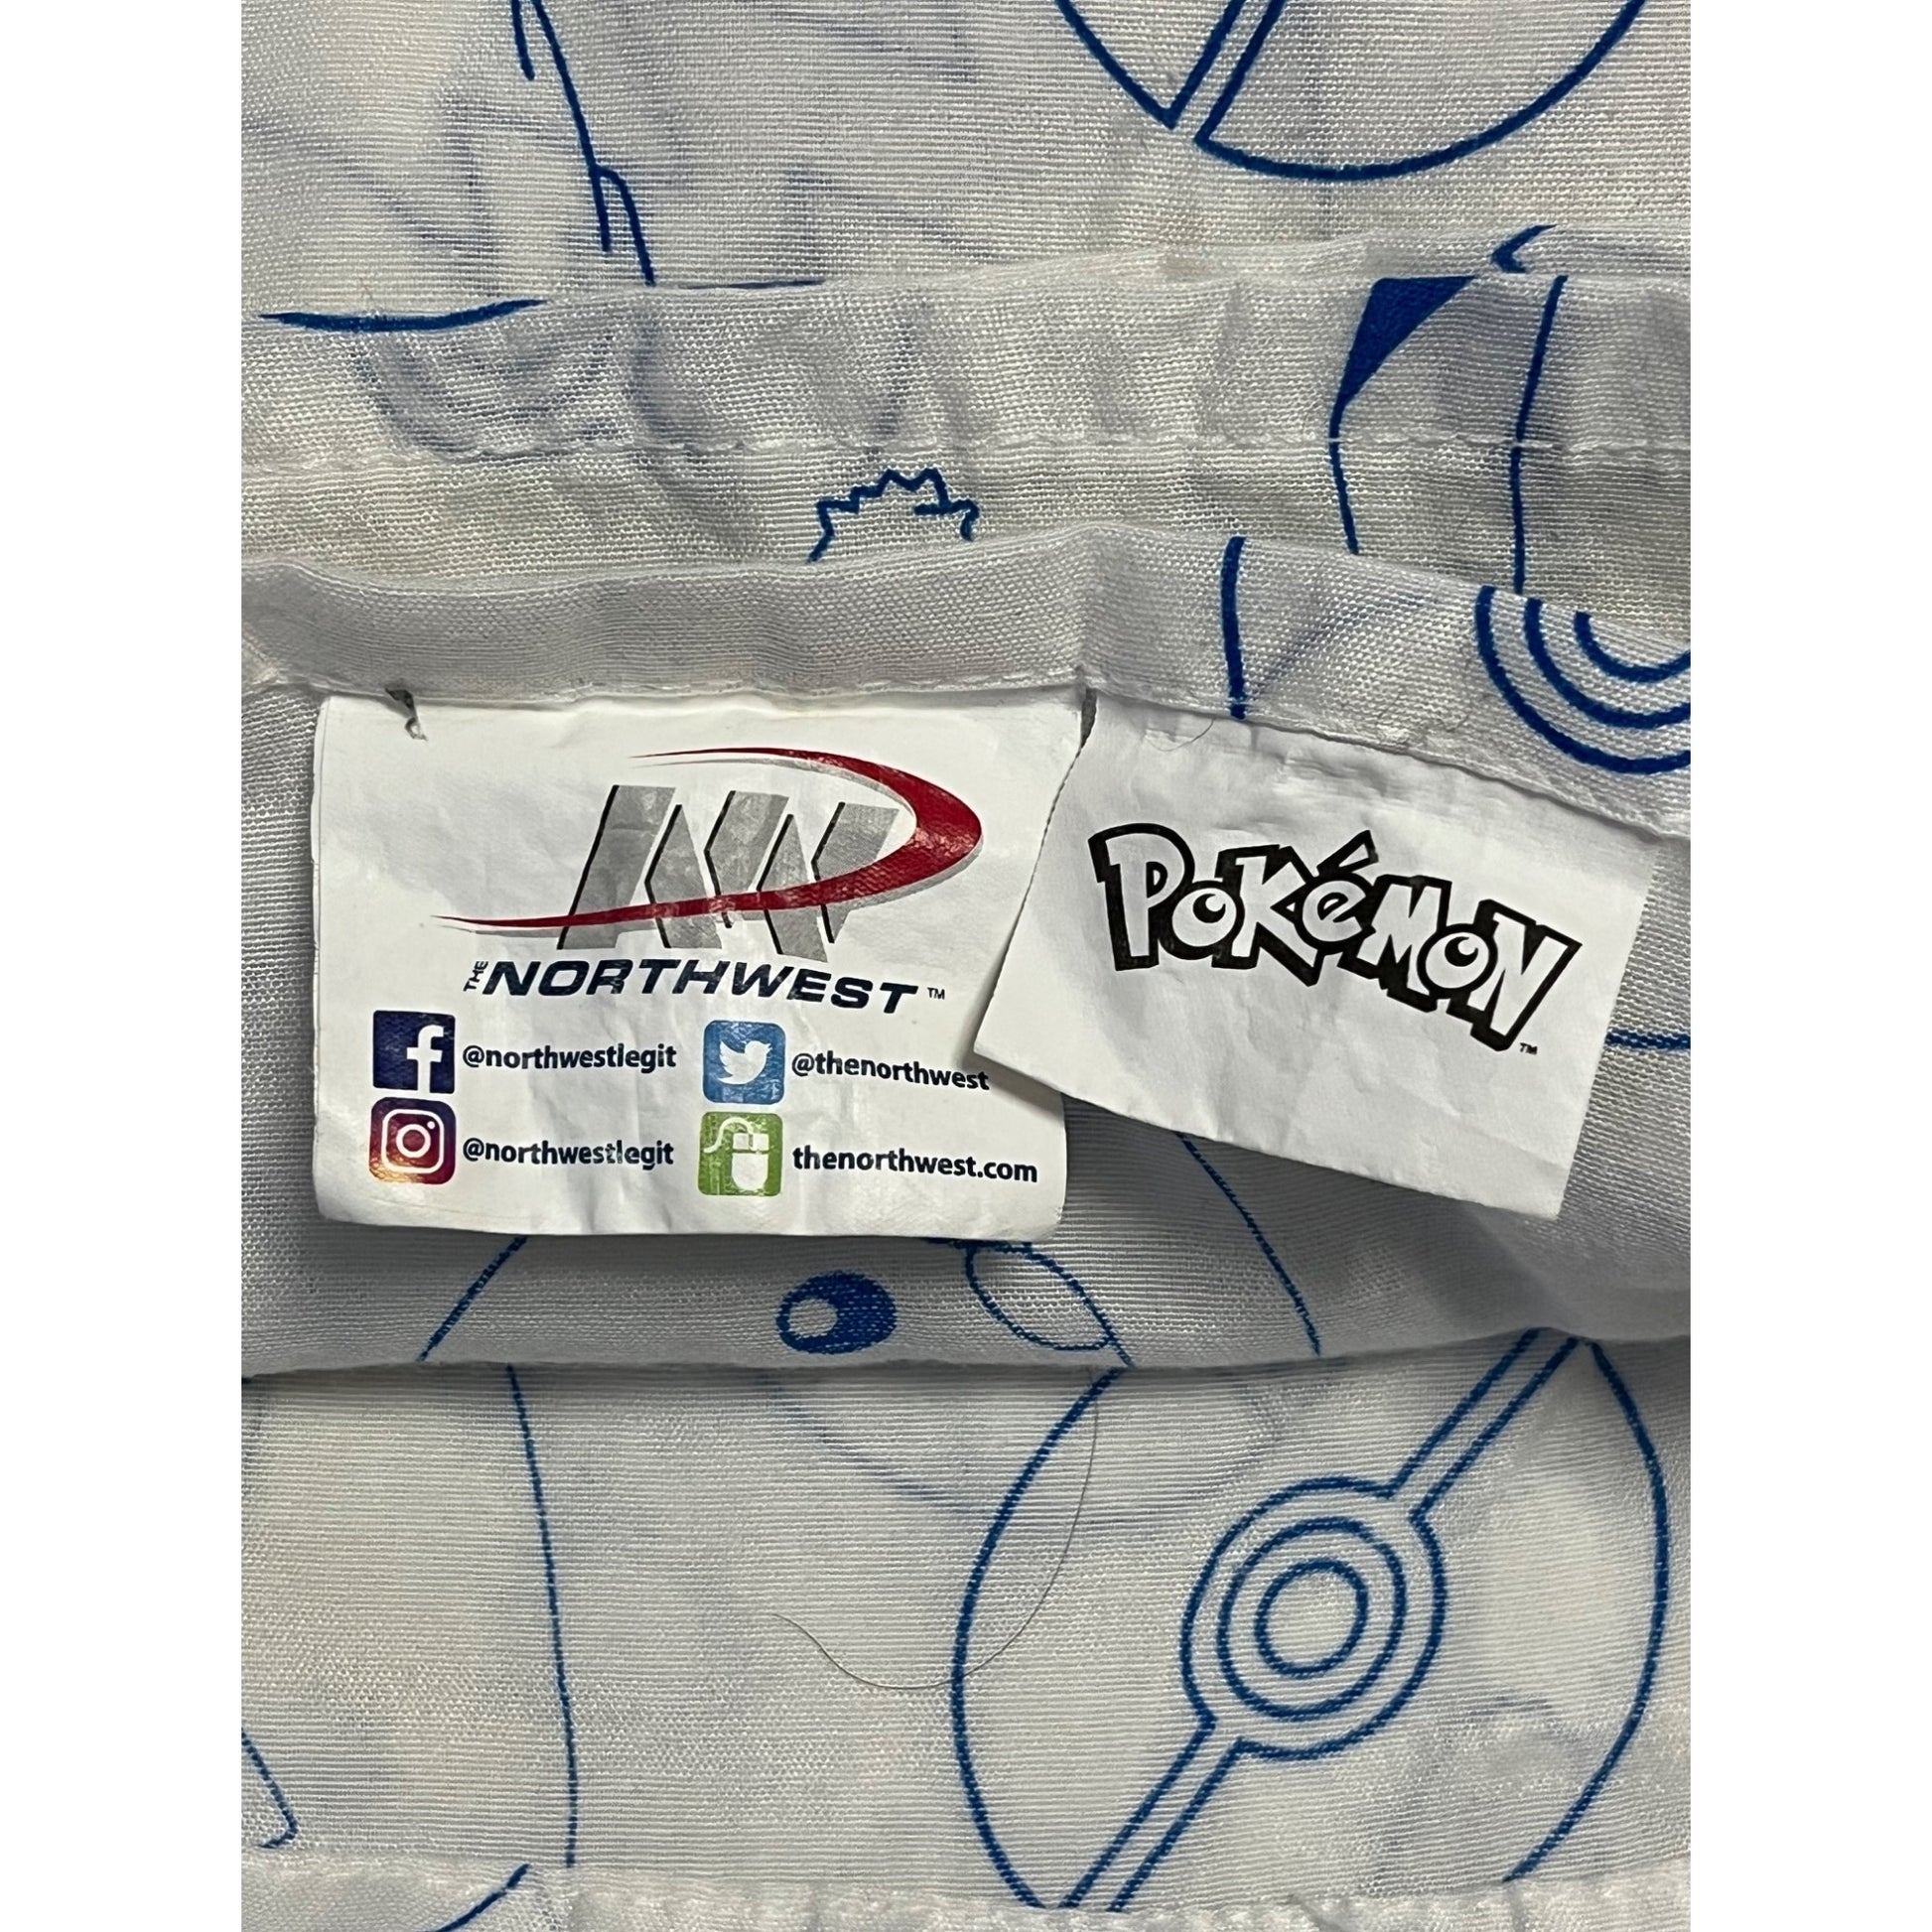 THE NORTHWEST™
@northwestlegit
@thenorthwest
@northwestlegit
thenorthwest.com
POKéMON™